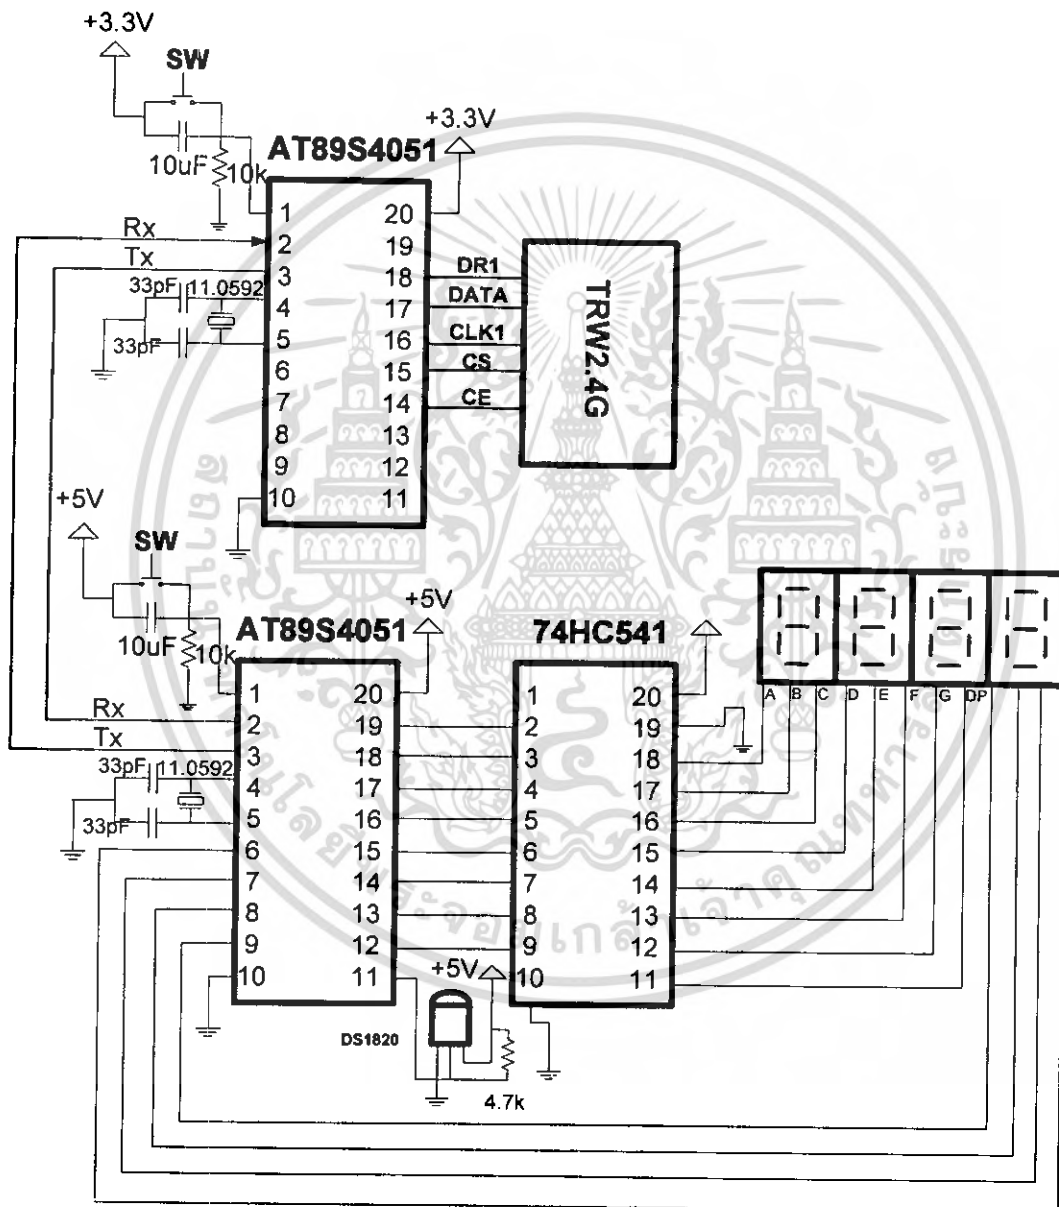 +3.3V
SW
10uF
10k
AT89S4051
+3.3V
1 20
2 19
3 18
4 17
5 16
6 15
7 14
8 13
9 12
10 11
Rx
Tx
33pF
11.0592
33pF
DR1
DATA
CLK1
CS
CE
TRW2.4G
+5V
SW
10uF
10k
AT89S4051
+5V
1 20
2 19
3 18
4 17
5 16
6 15
7 14
8 13
9 12
10 11
Rx
Tx
33pF
11.0592
33pF
74HC541
1 20
2 19
3 18
4 17
5 16
6 15
7 14
8 13
9 12
10 11
A B C D E F G DP
+5V
DS1820
4.7k